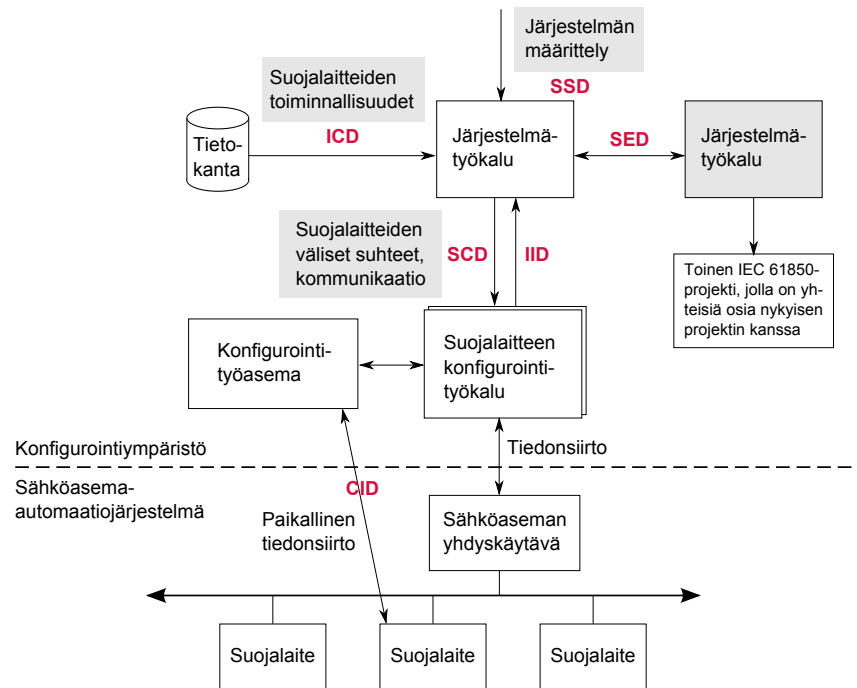 Järjestelmän
määrittely
SSD
Suojalaitteiden
toiminnallisuudet
ICD
Tieto-
kanta
Järjestelmä-
työkalu
SED
Järjestelmä-
työkalu
Suojalaitteiden
väliset suhteet,
kommunikaatio
SCD
IID
Toinen IEC 61850-
projekti, jolla on yh-
teisiä osia nykyisen
projektin kanssa
Konfigurointi-
työasema
Suojalaitteen
konfigurointi-
työkalu
Konfigurointiympäristö
Tiedonsiirto
Sähköasema-
automaatiojärjestelmä
CID
Paikallinen
tiedonsiirto
Sähköaseman
yhdyskäytävä
Suojalaite
Suojalaite
Suojalaite